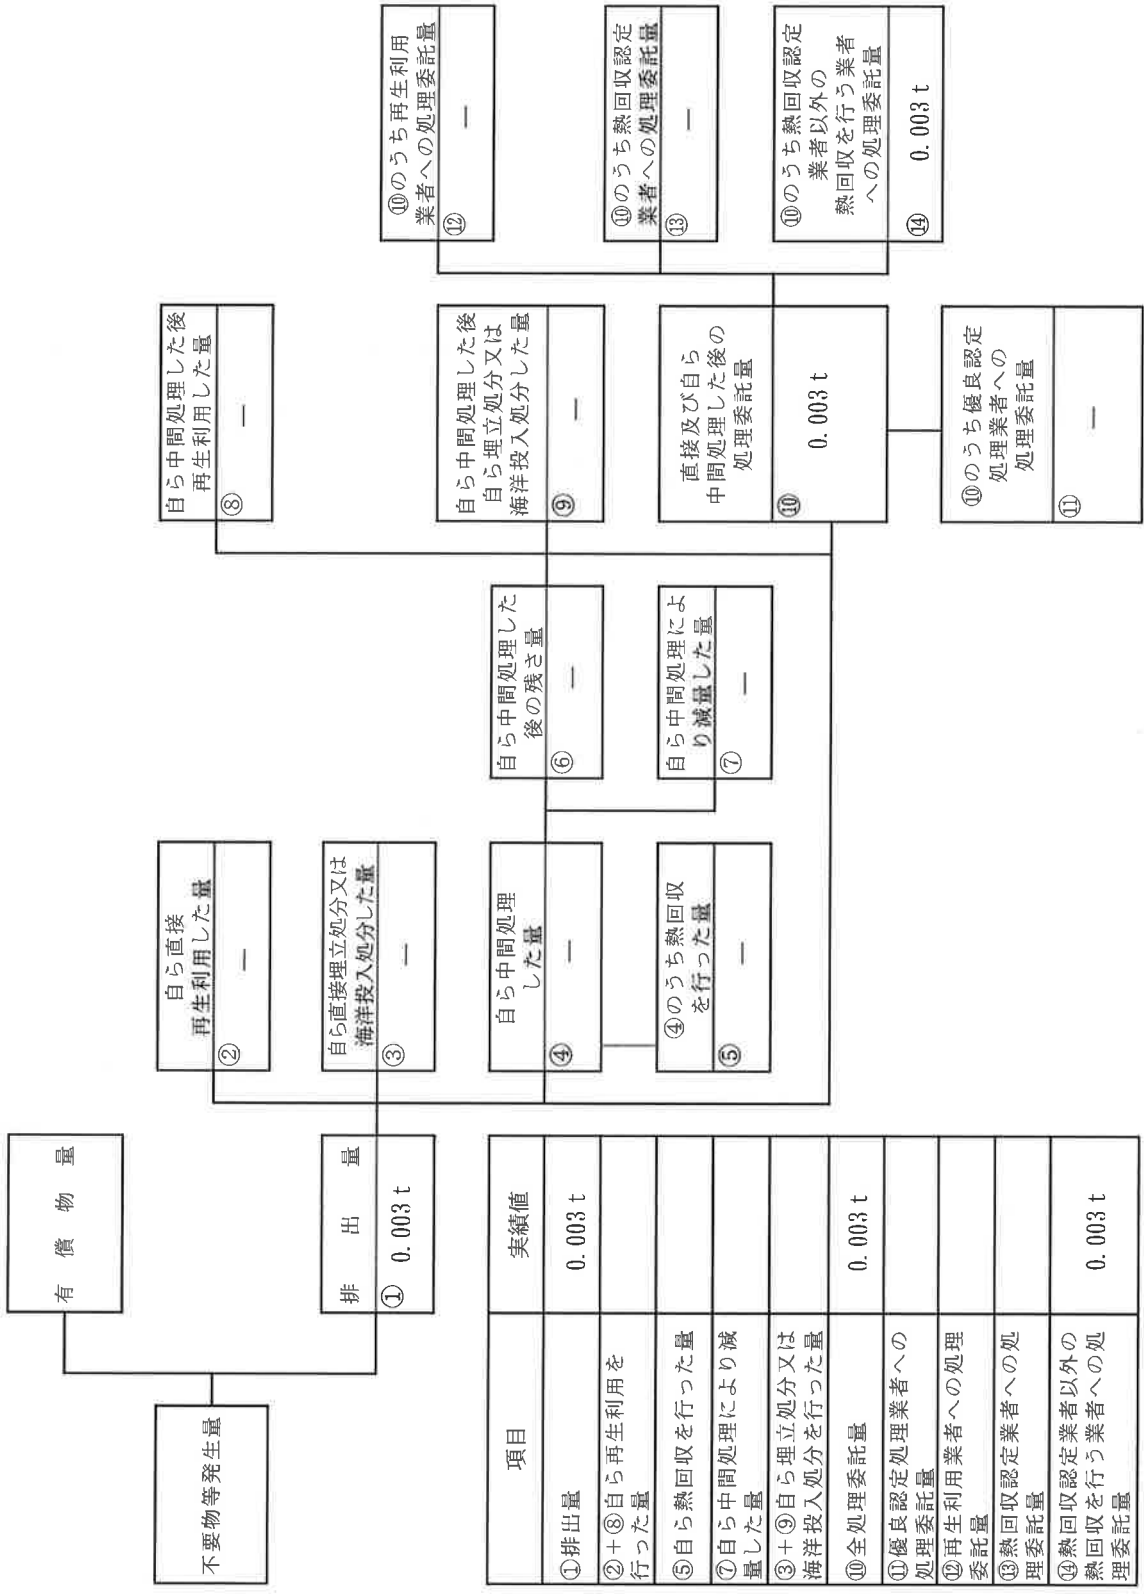 不要物等発生量
有償物量
排出量
① 0.003t
自ら直接
再生利用した量
② ―
自ら直接埋立処分又は
海洋投入処分した量
③ ―
自ら中間処理
した量
④ ―
④のうち熱回収
を行った量
⑤ ―
自ら中間処理した
後の残さ量
⑥ ―
自ら中間処理によ
り減量した量
⑦ ―
自ら中間処理した後
再生利用した量
⑧ ―
自ら中間処理した後
自ら埋立処分又は
海洋投入処分した量
⑨ ―
直接及び自ら
中間処理した後の
処理委託量
⑩ 0.003t
⑩のうち優良認定
処理業者への
処理委託量
⑪ ―
⑩のうち再生利用
業者への処理委託量
⑫ ―
⑩のうち熱回収認定
業者への処理委託量
⑬ ―
⑩のうち熱回収認定
業者以外の
熱回収を行う業者
への処理委託量
⑭ 0.003t
項目 実績値
①排出量 0.003t
②+⑧自ら再生利用を
行った量
⑤自ら熱回収を行った量
⑦自ら中間処理により減
量した量
③+⑨自ら埋立処分又は
海洋投入処分を行った量
⑩全処理委託量 0.003t
⑪優良認定処理業者への
処理委託量
⑫再生利用業者への処理
委託量
⑬熱回収認定業者への処
理委託量
⑭熱回収認定業者以外の
熱回収を行う業者への処
理委託量 0.003t